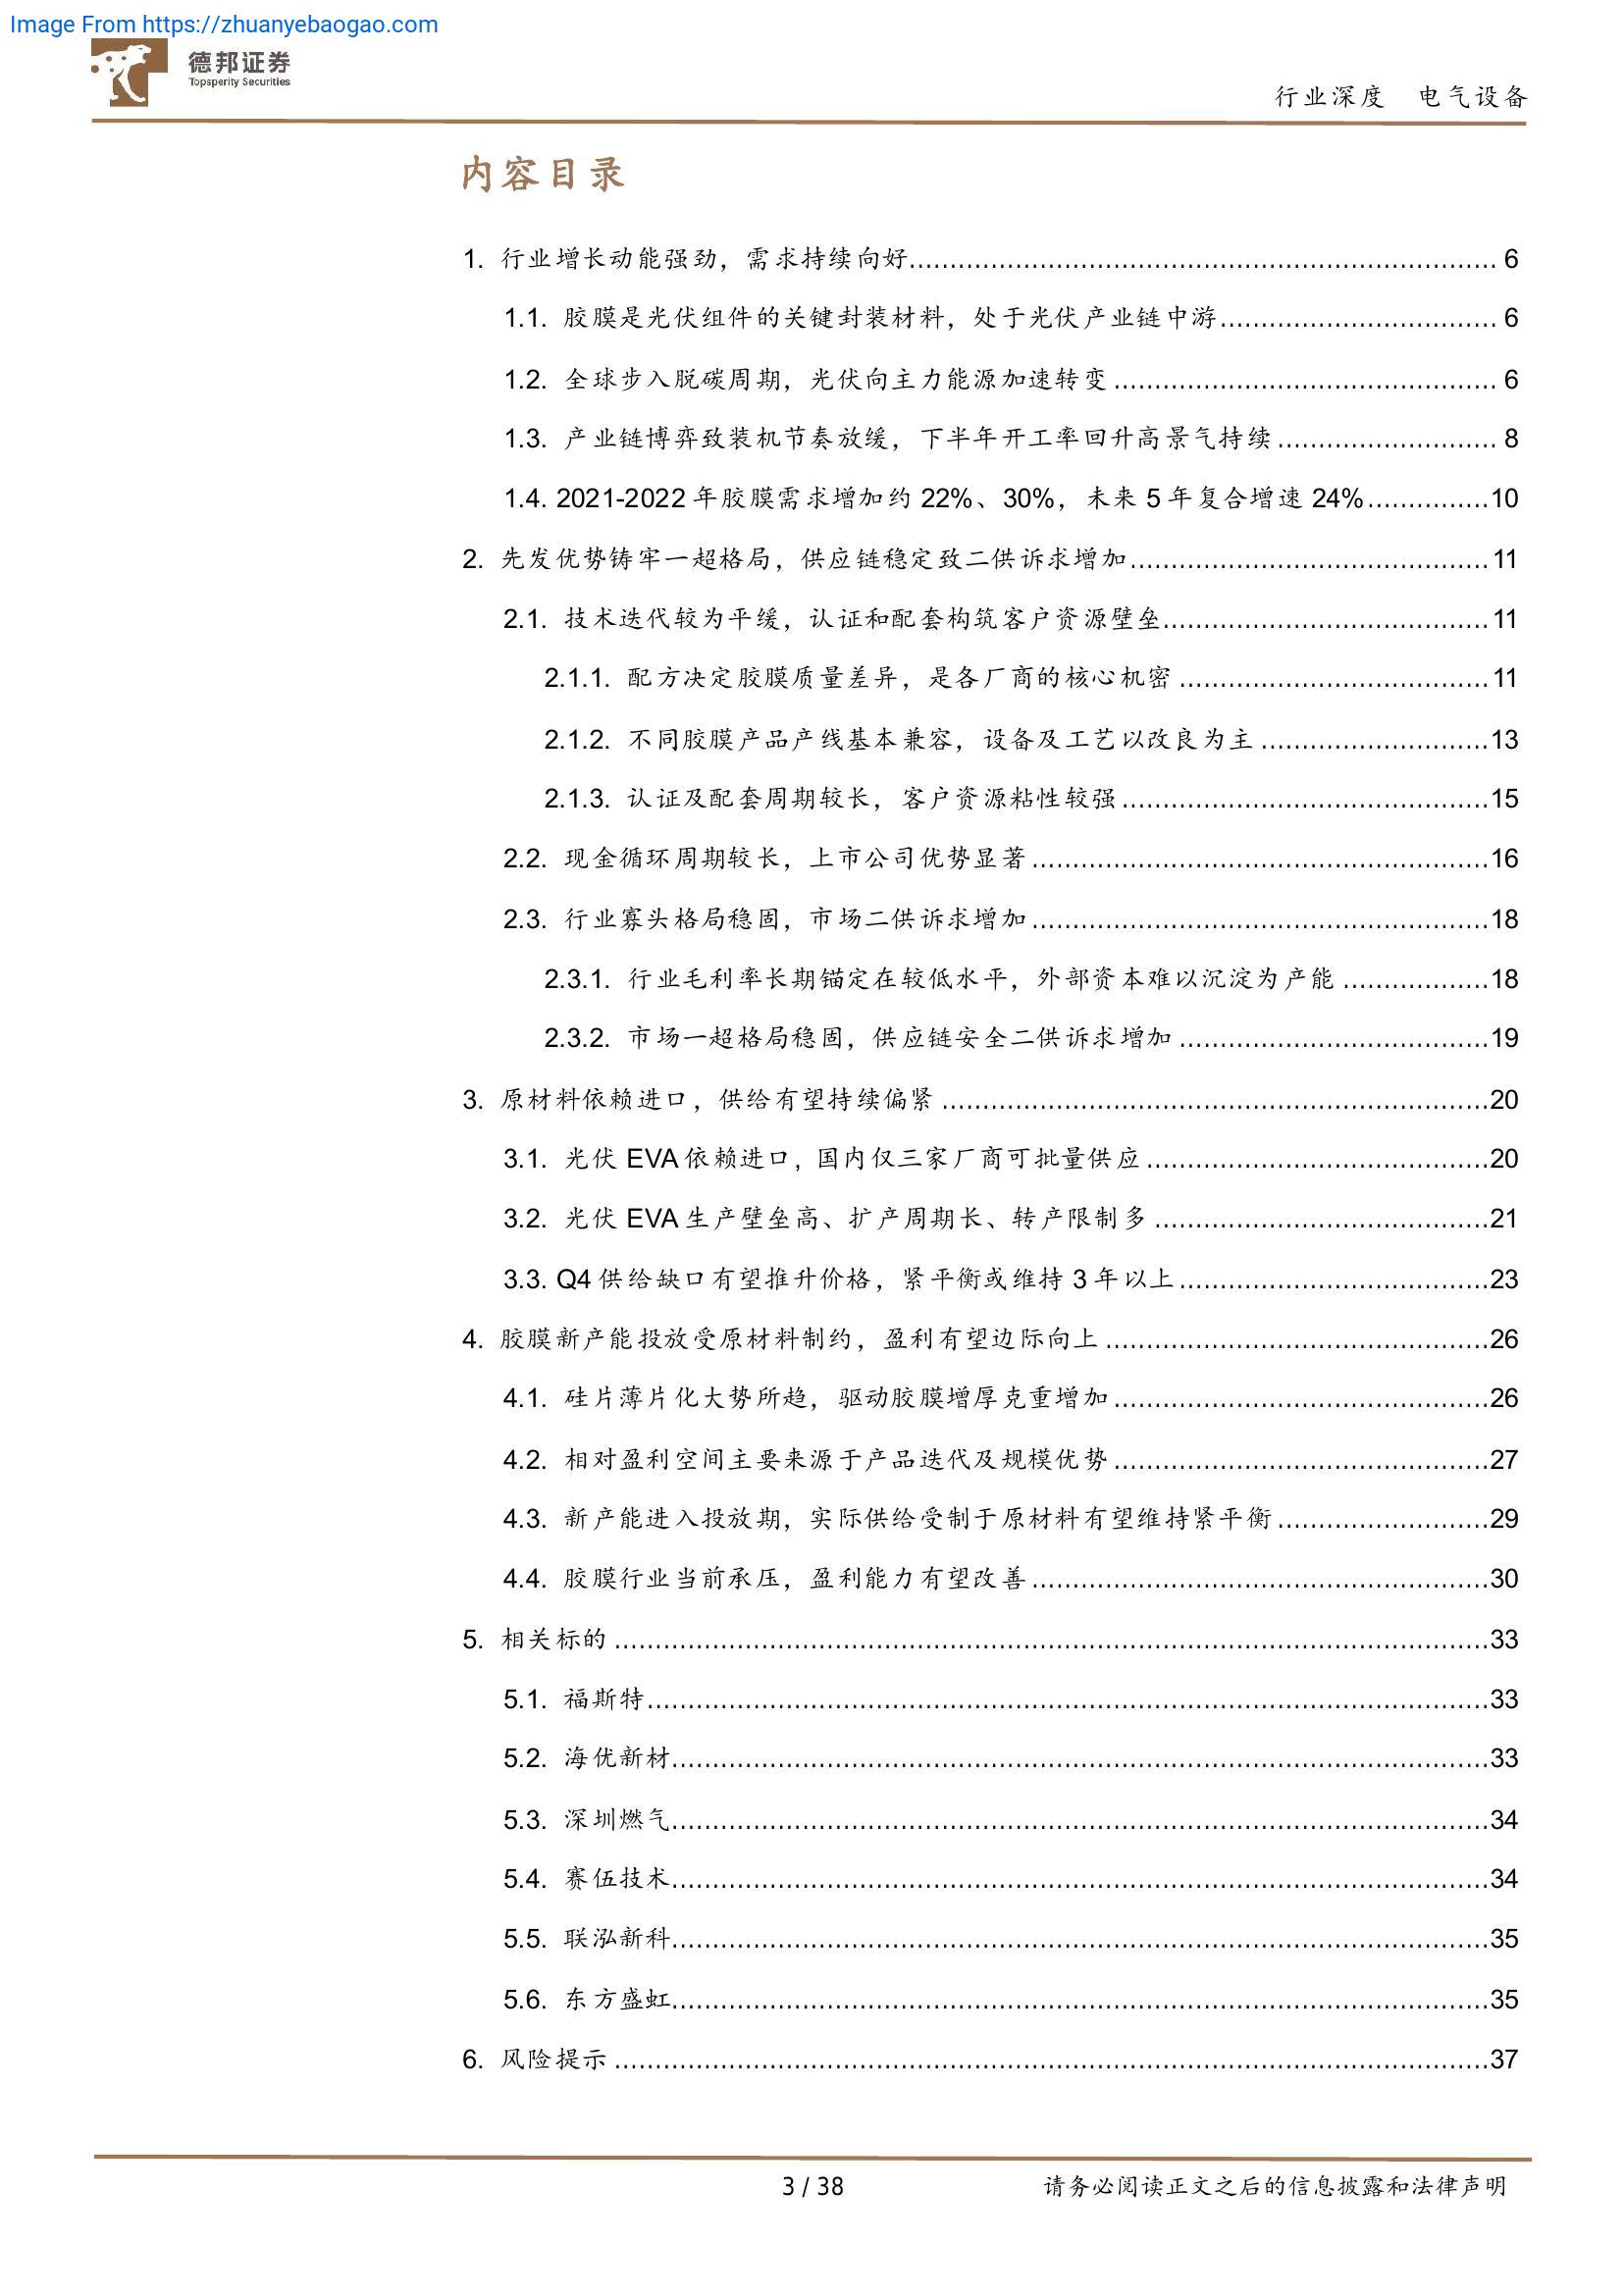 Image From https://zhuanyebaogao.com
德邦证券
Topsperity Securities
行业深度 电气设备
内容目录
1. 行业增长动能强劲，需求持续向好........................................................................ 6
1.1. 胶膜是光伏组件的关键封装材料，处于光伏产业链中游.................................. 6
1.2. 全球步入脱碳周期，光伏向主力能源加速转变............................................... 6
1.3. 产业链博弈致装机节奏放缓，下半年开工率回升高景气持续........................... 8
1.4. 2021-2022 年胶膜需求增加约 22%、30%，未来 5 年复合增速 24%...............10
2. 先发优势铸牢一超格局，供应链稳定致二供诉求增加............................................11
2.1. 技术迭代较为平缓，认证和配套构筑客户资源壁垒........................................11
2.1.1. 配方决定胶膜质量差异，是各厂商的核心机密......................................11
2.1.2. 不同胶膜产品产线基本兼容，设备及工艺以改良为主............................13
2.1.3. 认证及配套周期较长，客户资源粘性较强.............................................15
2.2. 现金循环周期较长，上市公司优势显著........................................................16
2.3. 行业寡头格局稳固，市场二供诉求增加........................................................18
2.3.1. 行业毛利率长期锚定在较低水平，外部资本难以沉淀为产能..................18
2.3.2. 市场一超格局稳固，供应链安全二供诉求增加......................................19
3. 原材料依赖进口，供给有望持续偏紧...................................................................20
3.1. 光伏 EVA 依赖进口，国内仅三家厂商可批量供应..........................................20
3.2. 光伏 EVA 生产壁垒高、扩产周期长、转产限制多.........................................21
3.3. Q4 供给缺口有望推升价格，紧平衡或维持 3 年以上......................................23
4. 胶膜新产能投放受原材料制约，盈利有望边际向上...............................................26
4.1. 硅片薄片化大势所趋，驱动胶膜增厚克重增加..............................................26
4.2. 相对盈利空间主要来源于产品迭代及规模优势..............................................27
4.3. 新产能进入投放期，实际供给受制于原材料有望维持紧平衡..........................29
4.4. 胶膜行业当前承压，盈利能力有望改善........................................................30
5. 相关标的...........................................................................................................33
5.1. 福斯特.......................................................................................................33
5.2. 海优新材....................................................................................................33
5.3. 深圳燃气....................................................................................................34
5.4. 赛伍技术....................................................................................................34
5.5. 联泓新科....................................................................................................35
5.6. 东方盛虹....................................................................................................35
6. 风险提示...........................................................................................................37
3 / 38
请务必阅读正文之后的信息披露和法律声明